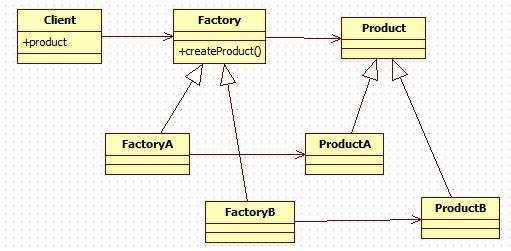 Client
Factory
Product
+product
+createProduct()
FactoryA
ProductA
FactoryB
ProductB